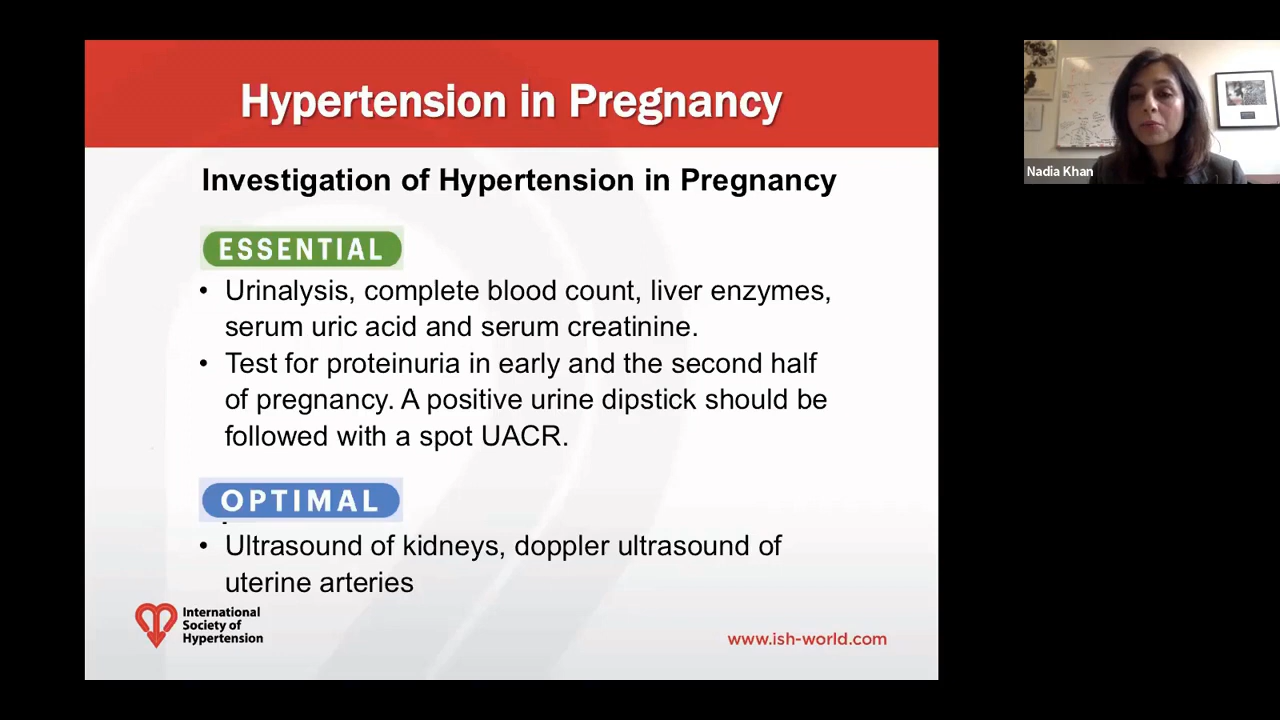 Hypertension in Pregnancy
Investigation of Hypertension in Pregnancy
ESSENTIAL
• Urinalysis, complete blood count, liver enzymes,
serum uric acid and serum creatinine.
• Test for proteinuria in early and the second half
of pregnancy. A positive urine dipstick should be
followed with a spot UACR.
OPTIMAL
• Ultrasound of kidneys, doppler ultrasound of
uterine arteries
International
Society of
Hypertension
www.ish-world.com
Nadia Khan